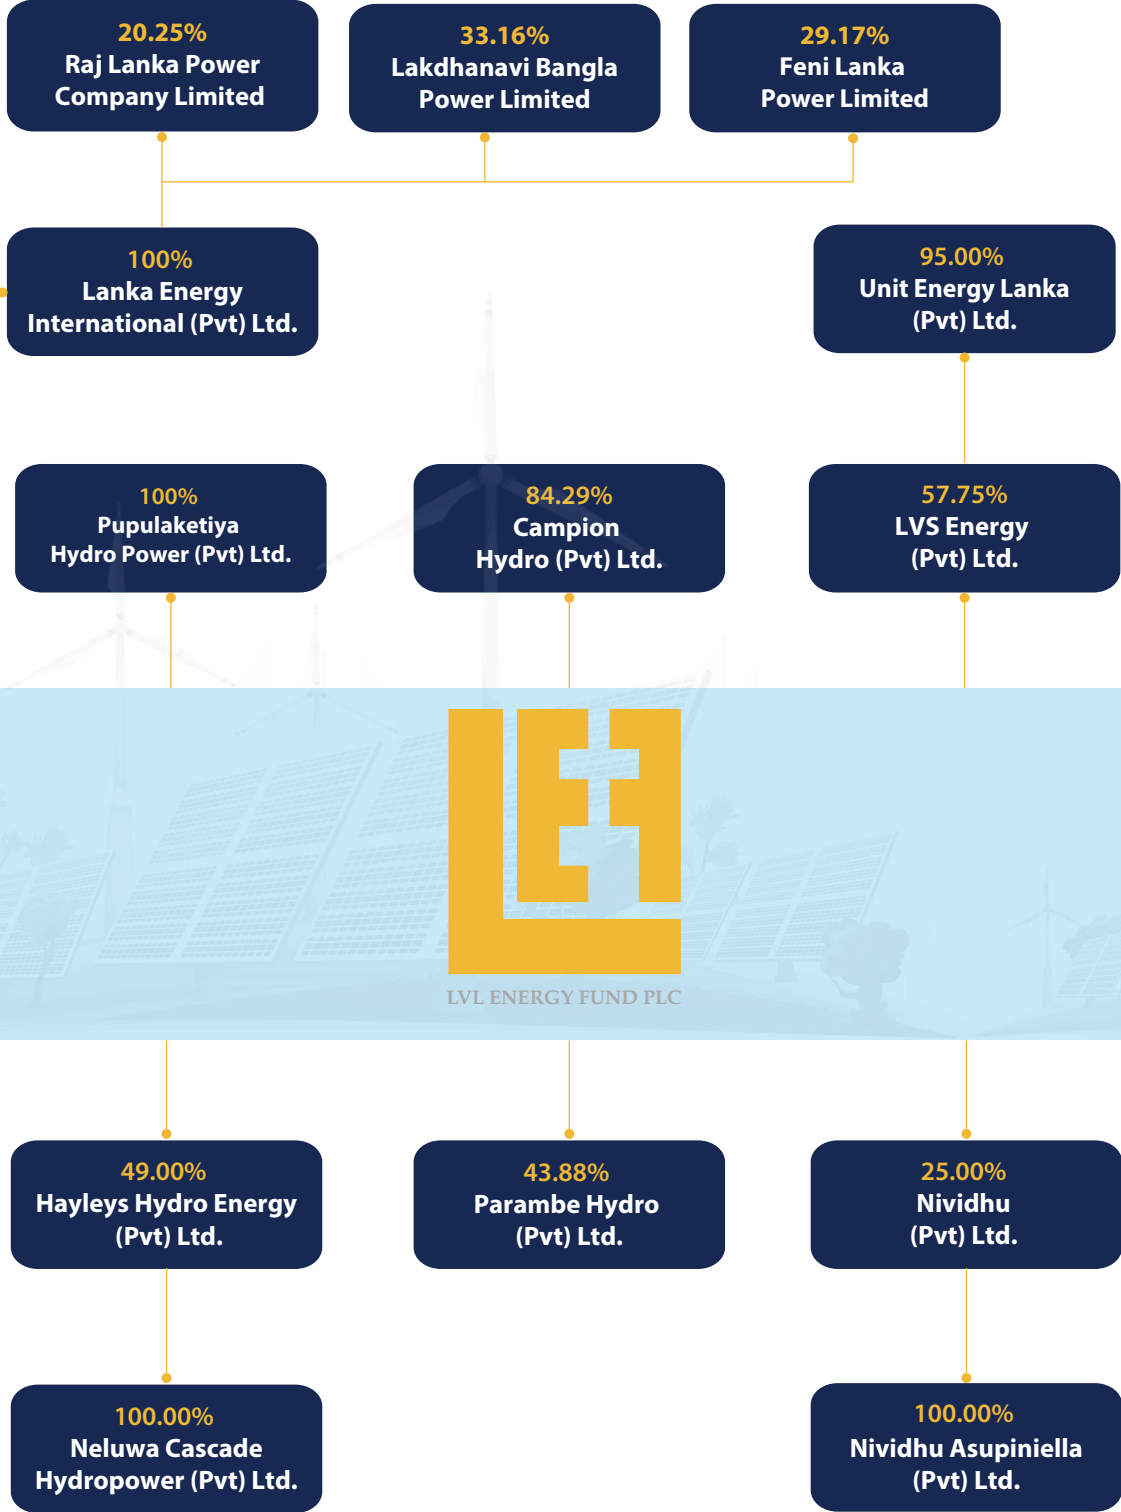 20.25%
Raj Lanka Power
Company Limited
33.16%
Lakdhanavi Bangla
Power Limited
29.17%
Feni Lanka
Power Limited
100%
Lanka Energy
International (Pvt) Ltd.
95.00%
Unit Energy Lanka
(Pvt) Ltd.
100%
Pupulaketiya
Hydro Power (Pvt) Ltd.
84.29%
Campion
Hydro (Pvt) Ltd.
57.75%
LVS Energy
(Pvt) Ltd.
LEF
LVL ENERGY FUND PLC
49.00%
Hayleys Hydro Energy
(Pvt) Ltd.
43.88%
Parambe Hydro
(Pvt) Ltd.
25.00%
Nividhu
(Pvt) Ltd.
100.00%
Neluwa Cascade
Hydropower (Pvt) Ltd.
100.00%
Nividhu Asupiniella
(Pvt) Ltd.